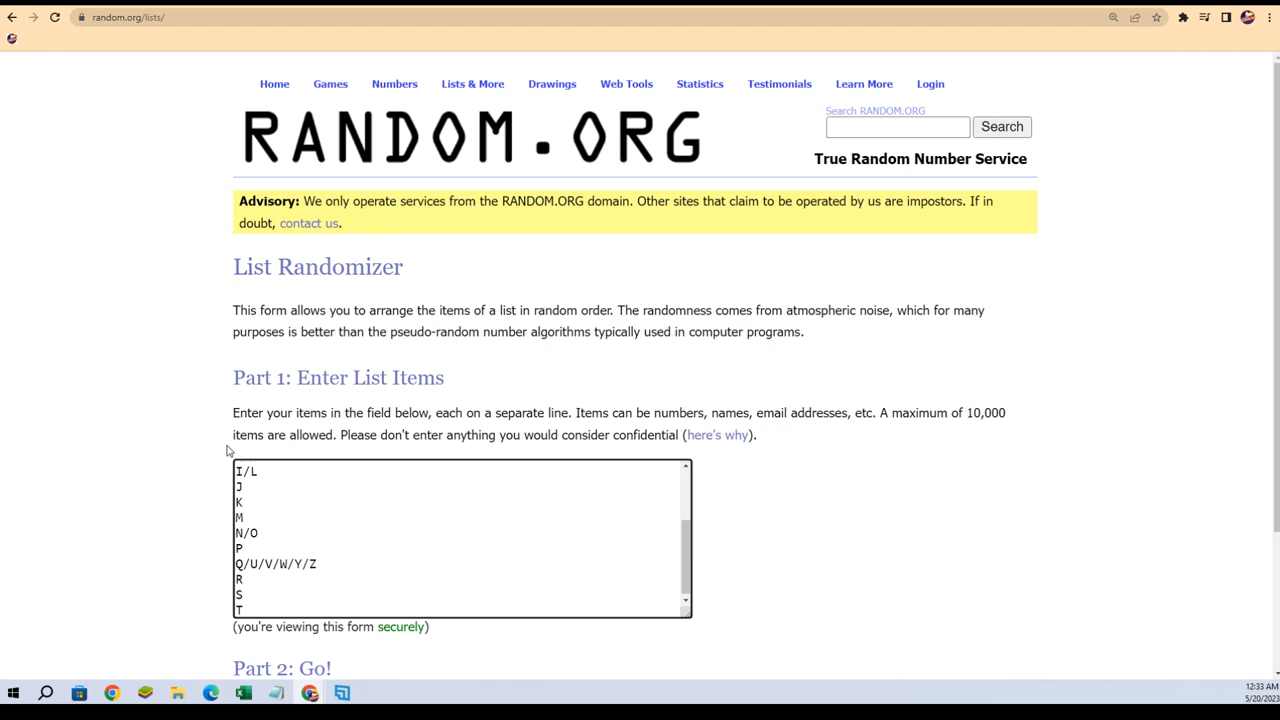 random.org/lists/
Home Games Numbers Lists & More Drawings Web Tools Statistics Testimonials Learn More Login
RANDOM.ORG
Search RANDOM.ORG
Search
True Random Number Service
Advisory: We only operate services from the RANDOM.ORG domain. Other sites that claim to be operated by us are impostors. If in
doubt, contact us.
List Randomizer
This form allows you to arrange the items of a list in random order. The randomness comes from atmospheric noise, which for many
purposes is better than the pseudo-random number algorithms typically used in computer programs.
Part 1: Enter List Items
Enter your items in the field below, each on a separate line. Items can be numbers, names, email addresses, etc. A maximum of 10,000
items are allowed. Please don't enter anything you would consider confidential (here's why).
I/L
J
K
M
N/O
P
Q/U/V/W/Y/Z
R
S
T
(you're viewing this form securely)
Part 2: Go!
12:33 AM
5/20/2023